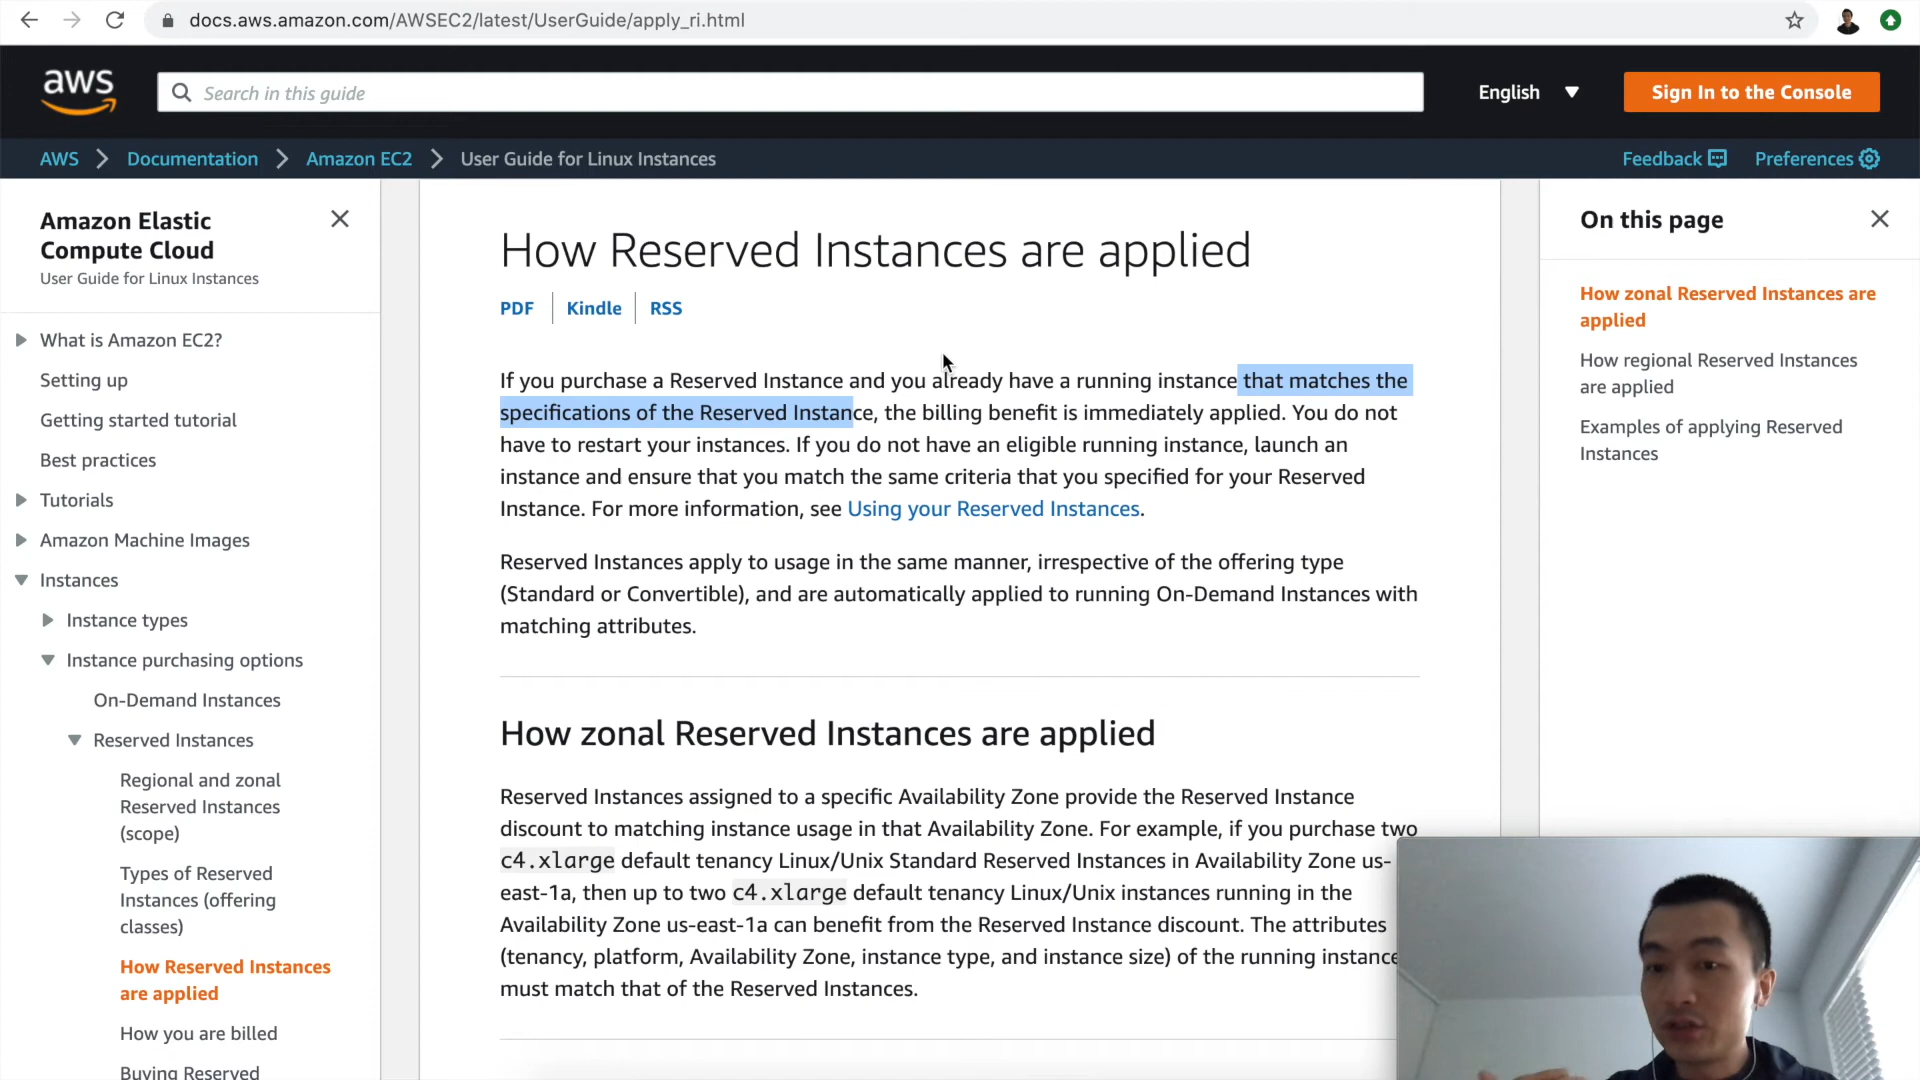 docs.aws.amazon.com/AWSEC2/latest/UserGuide/apply_ri.html
aws
Search in this guide
English
Sign In to the Console
AWS
Documentation
Amazon EC2
User Guide for Linux Instances
Feedback
Preferences
Amazon Elastic
Compute Cloud
User Guide for Linux Instances
What is Amazon EC2?
Setting up
Getting started tutorial
Best practices
Tutorials
Amazon Machine Images
Instances
Instance types
Instance purchasing options
On-Demand Instances
Reserved Instances
Regional and zonal
Reserved Instances
(scope)
Types of Reserved
Instances (offering
classes)
How Reserved Instances
are applied
How you are billed
Buying Reserved
How Reserved Instances are applied
PDF
Kindle
RSS
If you purchase a Reserved Instance and you already have a running instance that matches the
specifications of the Reserved Instance, the billing benefit is immediately applied. You do not
have to restart your instances. If you do not have an eligible running instance, launch an
instance and ensure that you match the same criteria that you specified for your Reserved
Instance. For more information, see Using your Reserved Instances.
Reserved Instances apply to usage in the same manner, irrespective of the offering type
(Standard or Convertible), and are automatically applied to running On-Demand Instances with
matching attributes.
How zonal Reserved Instances are applied
Reserved Instances assigned to a specific Availability Zone provide the Reserved Instance
discount to matching instance usage in that Availability Zone. For example, if you purchase two
c4.xlarge default tenancy Linux/Unix Standard Reserved Instances in Availability Zone us-
east-1a, then up to two c4.xlarge default tenancy Linux/Unix instances running in the
Availability Zone us-east-1a can benefit from the Reserved Instance discount. The attributes
(tenancy, platform, Availability Zone, instance type, and instance size) of the running instance
must match that of the Reserved Instances.
On this page
How zonal Reserved Instances are
applied
How regional Reserved Instances
are applied
Examples of applying Reserved
Instances